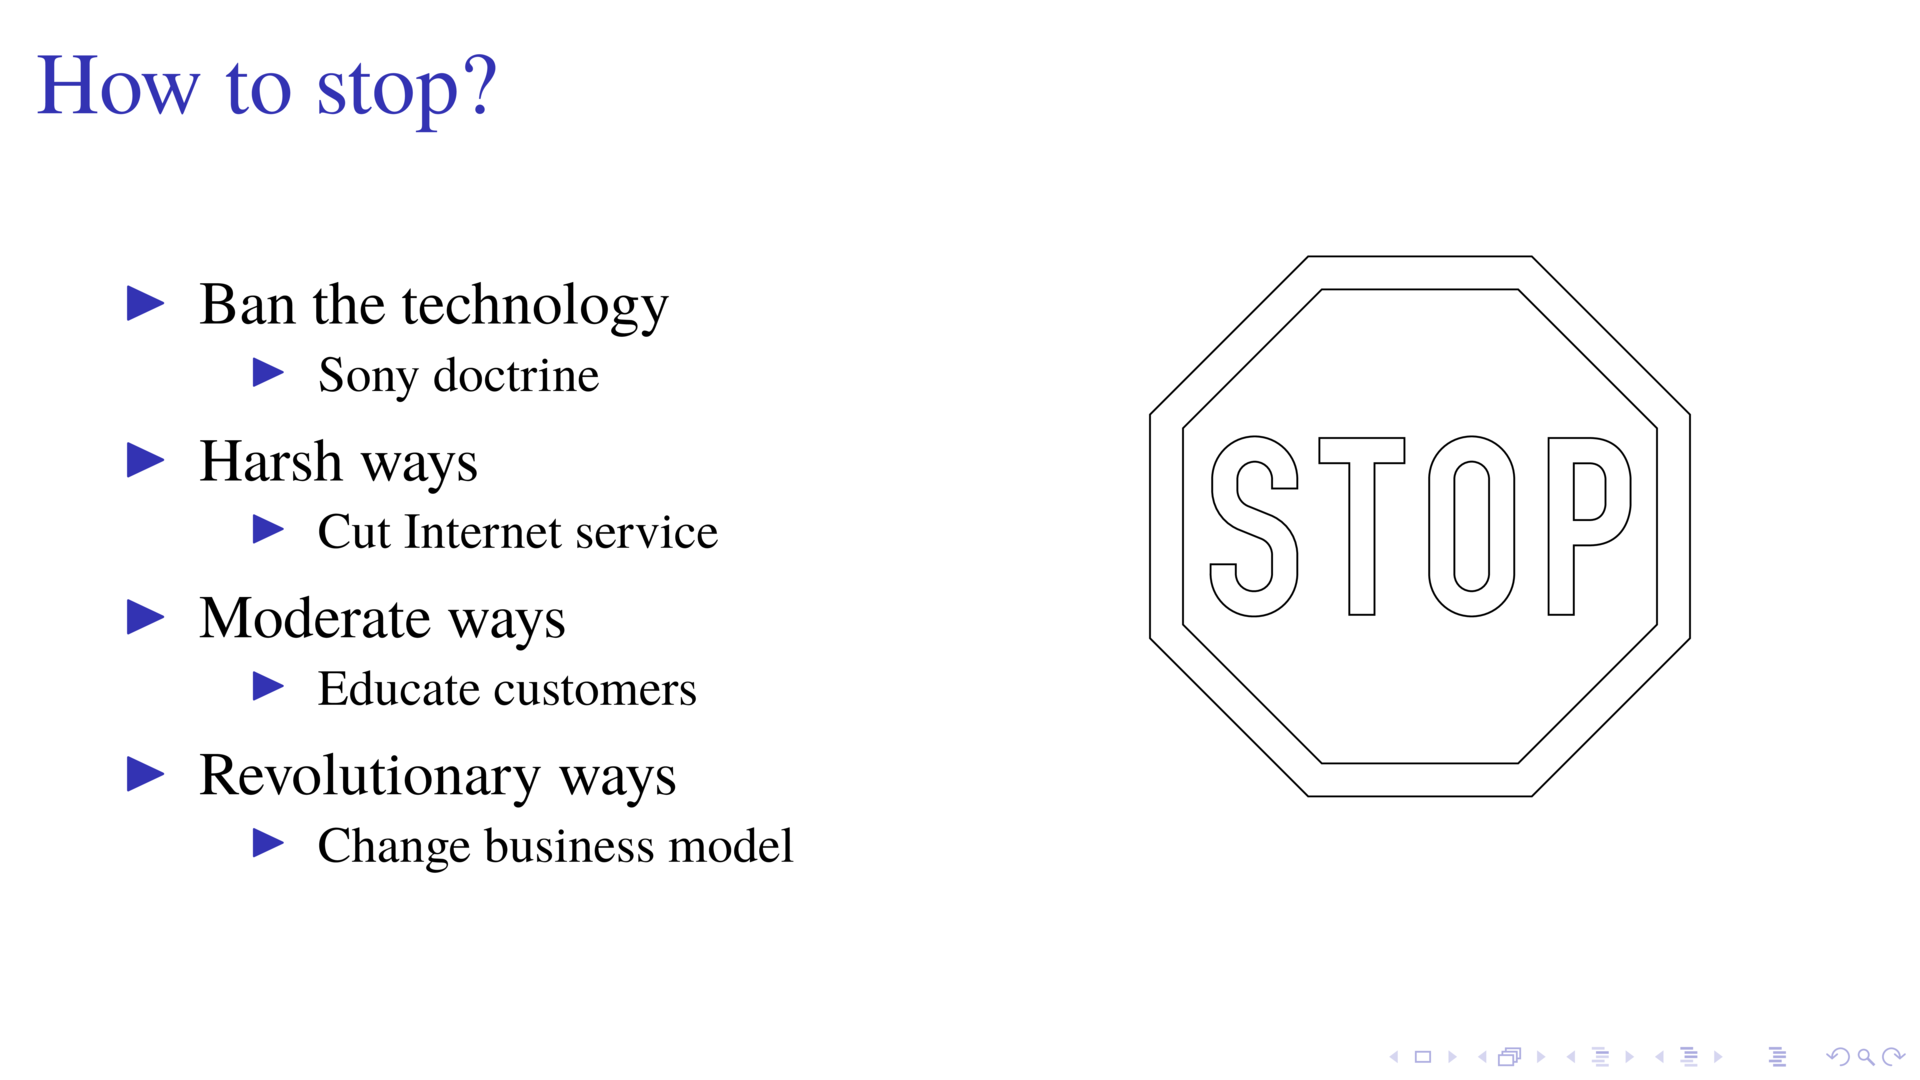 How to stop?
Ban the technology
Sony doctrine
Harsh ways
Cut Internet service
Moderate ways
Educate customers
Revolutionary ways
Change business model
STOP